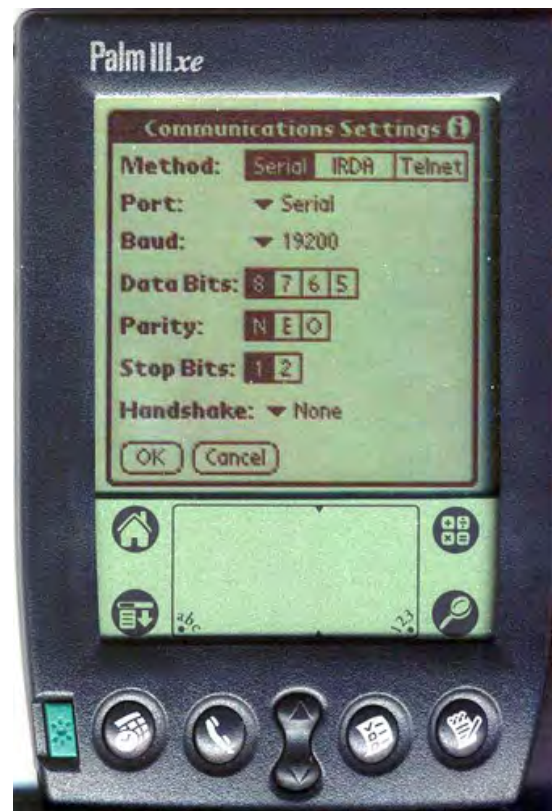 Palm IIIxe
Communications Settings i
Method: Serial IRDA Telnet
Port: Serial
Baud: 19200
Data Bits: 8 7 6 5
Parity: N E O
Stop Bits: 1 2
Handshake: None
OK Cancel
abc 123